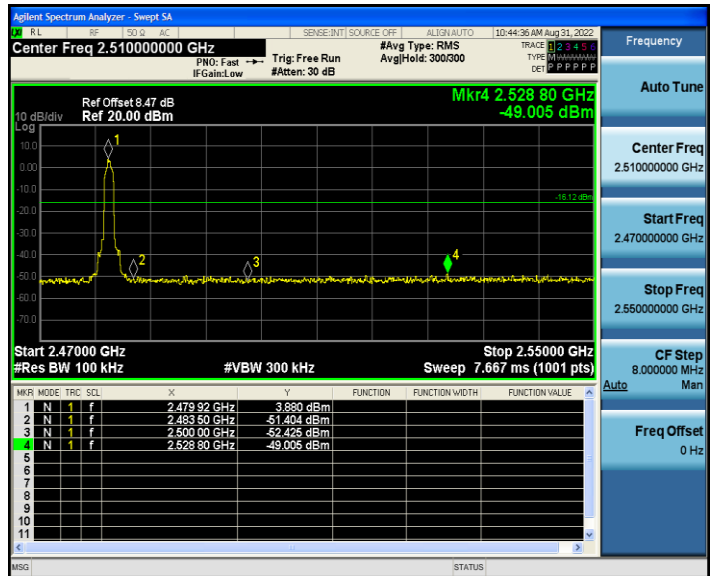 Agilent Spectrum Analyzer - Swept SA
RL RF 50 Ω AC SENSE:INT SOURCE OFF ALIGN AUTO 10:44:36 AM Aug 31, 2022
Center Freq 2.510000000 GHz
PNO: Fast
IFGain:Low
Trig: Free Run
#Atten: 30 dB
#Avg Type: RMS
Avg|Hold: 300/300
TRACE 1 2 3 4 5 6
TYPE M
DET P P P P P P
Frequency
Auto Tune
Center Freq
2.510000000 GHz
Start Freq
2.470000000 GHz
Stop Freq
2.550000000 GHz
CF Step
8.000000 MHz
Auto Man
Freq Offset
0 Hz
Mkr4 2.528 80 GHz
-49.005 dBm
Ref Offset 8.47 dB
10 dB/div Ref 20.00 dBm
Log
10.0
0.00
-10.0
-20.0
-30.0
-40.0
-50.0
-60.0
-70.0
1
2
3
4
-16.12 dBm
Start 2.47000 GHz Stop 2.55000 GHz
#Res BW 100 kHz #VBW 300 kHz Sweep 7.667 ms (1001 pts)
MKR MODE TRC SCL X Y FUNCTION FUNCTION WIDTH FUNCTION VALUE
1 N 1 f 2.479 92 GHz 3.880 dBm
2 N 1 f 2.483 50 GHz -51.404 dBm
3 N 1 f 2.500 00 GHz -52.425 dBm
4 N 1 f 2.528 80 GHz -49.005 dBm
5
6
7
8
9
10
11
MSG STATUS